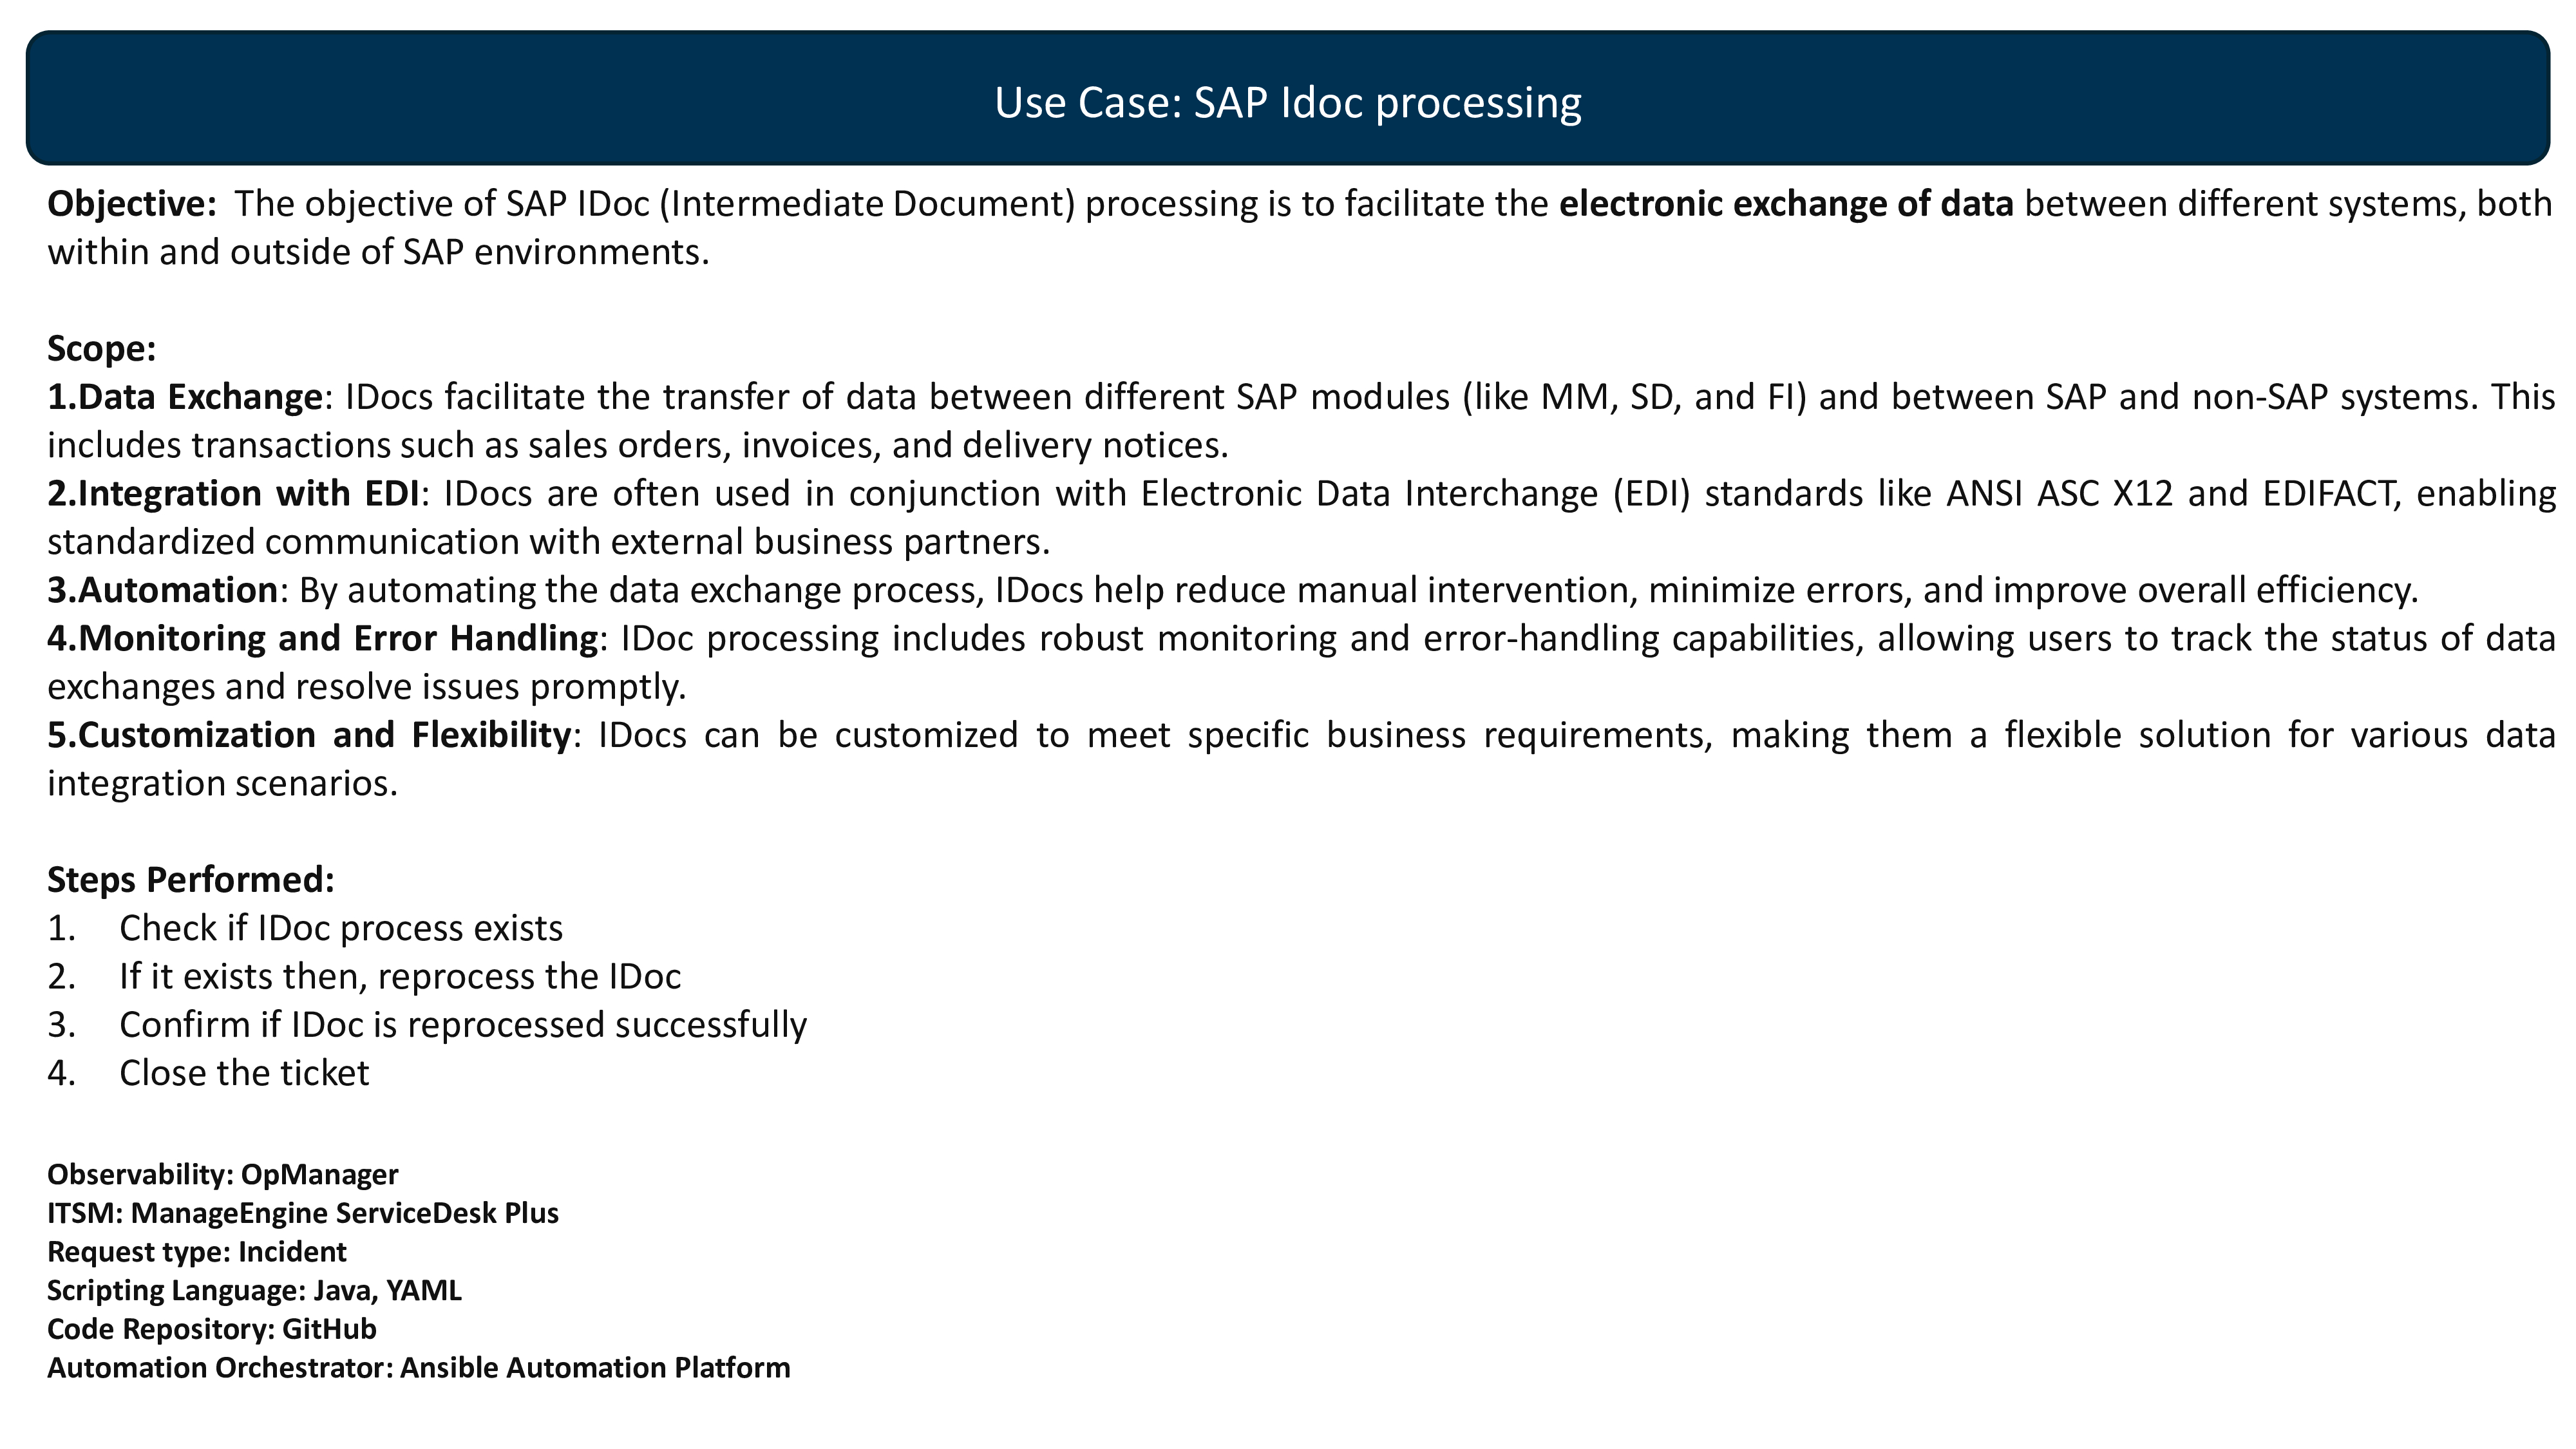 Use Case: SAP Idoc processing
Objective:  The objective of SAP IDoc (Intermediate Document) processing is to facilitate the electronic exchange of data between different systems, both
within and outside of SAP environments.
Scope:
1.Data Exchange: IDocs facilitate the transfer of data between different SAP modules (like MM, SD, and FI) and between SAP and non-SAP systems. This
includes transactions such as sales orders, invoices, and delivery notices.
2.Integration with EDI: IDocs are often used in conjunction with Electronic Data Interchange (EDI) standards like ANSI ASC X12 and EDIFACT, enabling
standardized communication with external business partners.
3.Automation: By automating the data exchange process, IDocs help reduce manual intervention, minimize errors, and improve overall efficiency.
4.Monitoring and Error Handling: IDoc processing includes robust monitoring and error-handling capabilities, allowing users to track the status of data
exchanges and resolve issues promptly.
5.Customization and Flexibility: IDocs can be customized to meet specific business requirements, making them a flexible solution for various data
integration scenarios.
Steps Performed:
1. Check if IDoc process exists
2. If it exists then, reprocess the IDoc
3. Confirm if IDoc is reprocessed successfully
4. Close the ticket
Observability: OpManager
ITSM: ManageEngine ServiceDesk Plus
Request type: Incident
Scripting Language: Java, YAML
Code Repository: GitHub
Automation Orchestrator: Ansible Automation Platform